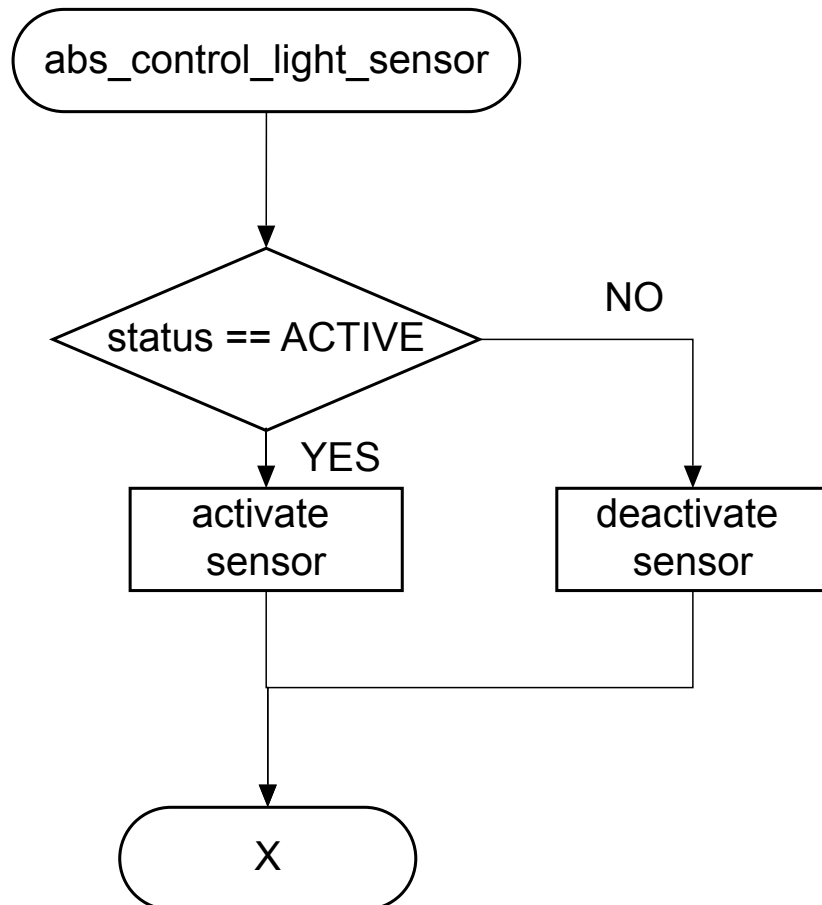 abs_control_light_sensor
status == ACTIVE
NO
YES
activate
sensor
deactivate
sensor
X